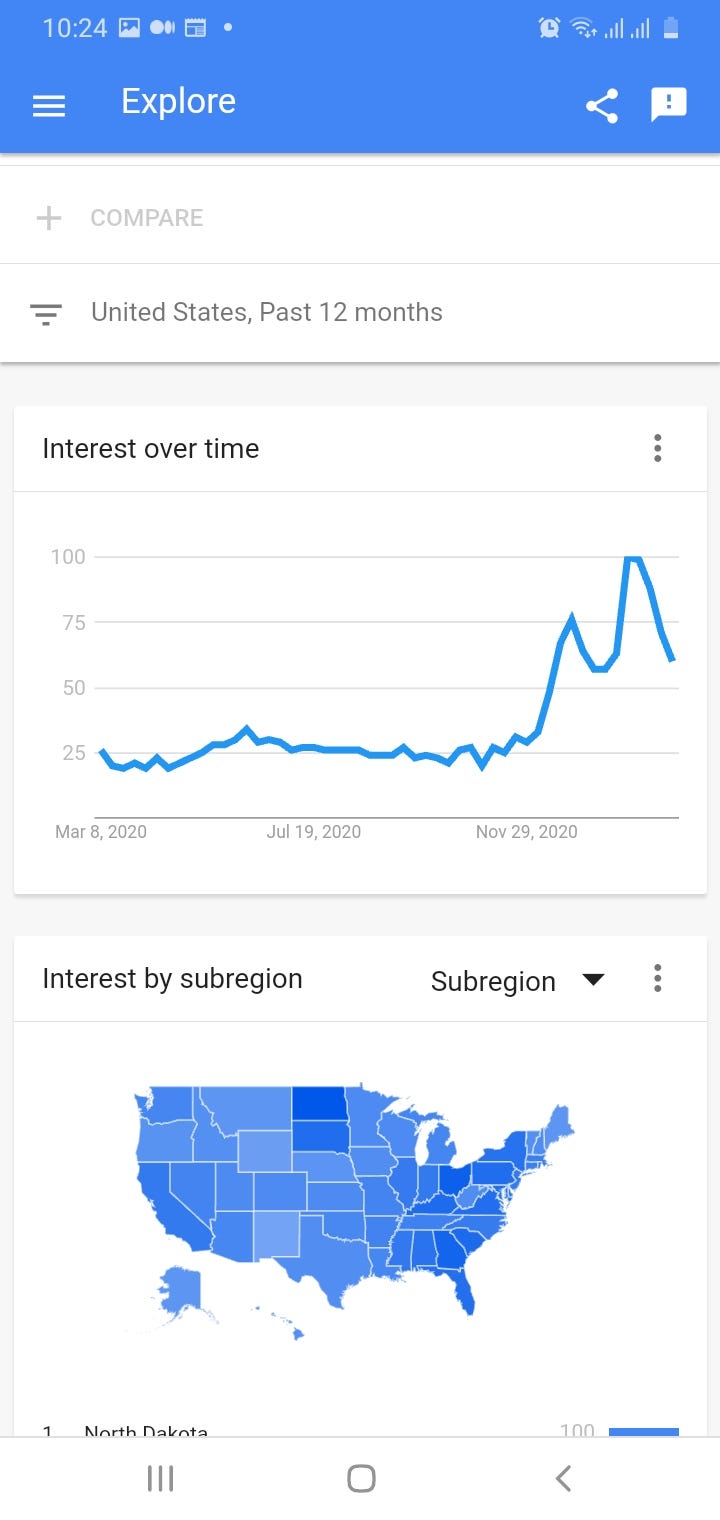 10:24
Explore
COMPARE
United States, Past 12 months
Interest over time
100
75
50
25
Mar 8, 2020 Jul 19, 2020 Nov 29, 2020
Interest by subregion Subregion
1 North Dakota 100